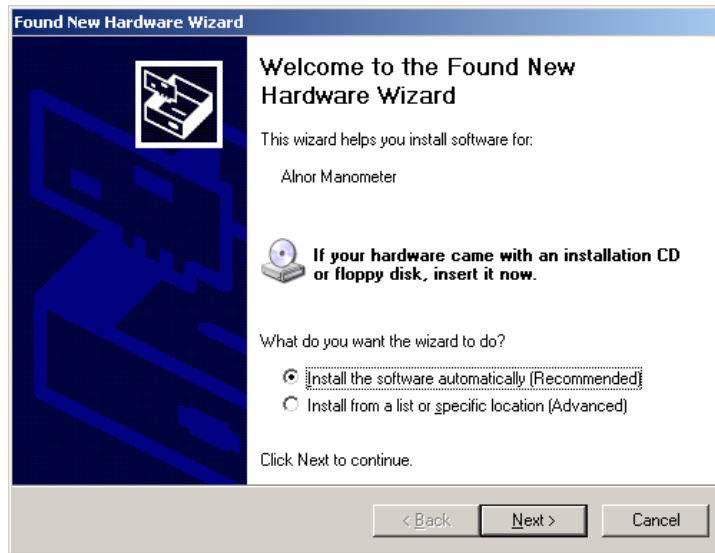 Found New Hardware Wizard
Welcome to the Found New
Hardware Wizard
This wizard helps you install software for:
Alnor Manometer
If your hardware came with an installation CD
or floppy disk, insert it now.
What do you want the wizard to do?
Install the software automatically (Recommended)
Install from a list or specific location (Advanced)
Click Next to continue.
< Back
Next >
Cancel